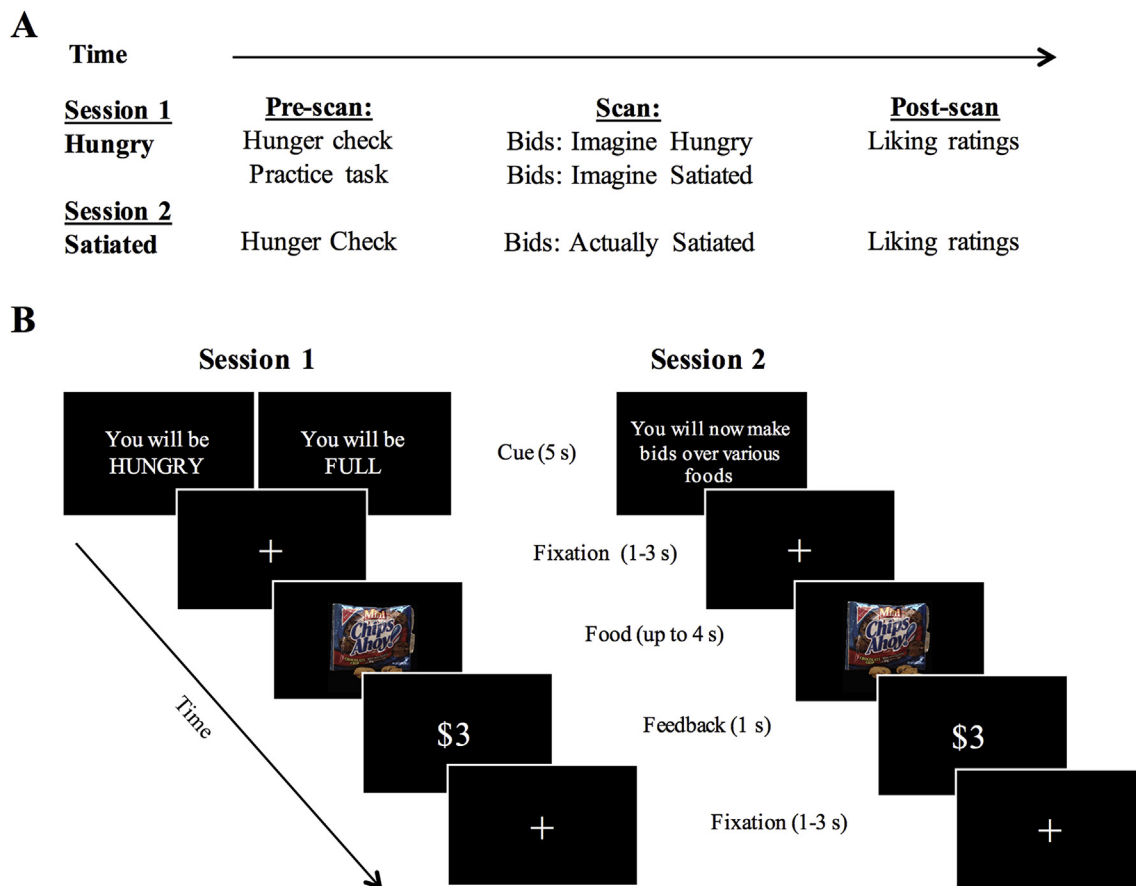 A
Time
Session 1
Hungry
Pre-scan:
Hunger check
Practice task
Scan:
Bids: Imagine Hungry
Bids: Imagine Satiated
Post-scan
Liking ratings
Session 2
Satiated
Hunger Check
Bids: Actually Satiated
Liking ratings
B
Session 1
Session 2
You will be
HUNGRY
You will be
FULL
Cue (5 s)
You will now make
bids over various
foods
+
Fixation (1-3 s)
+
Mini
Chips
Ahoy!
Food (up to 4 s)
Mini
Chips
Ahoy!
Time
$3
Feedback (1 s)
$3
+
Fixation (1-3 s)
+